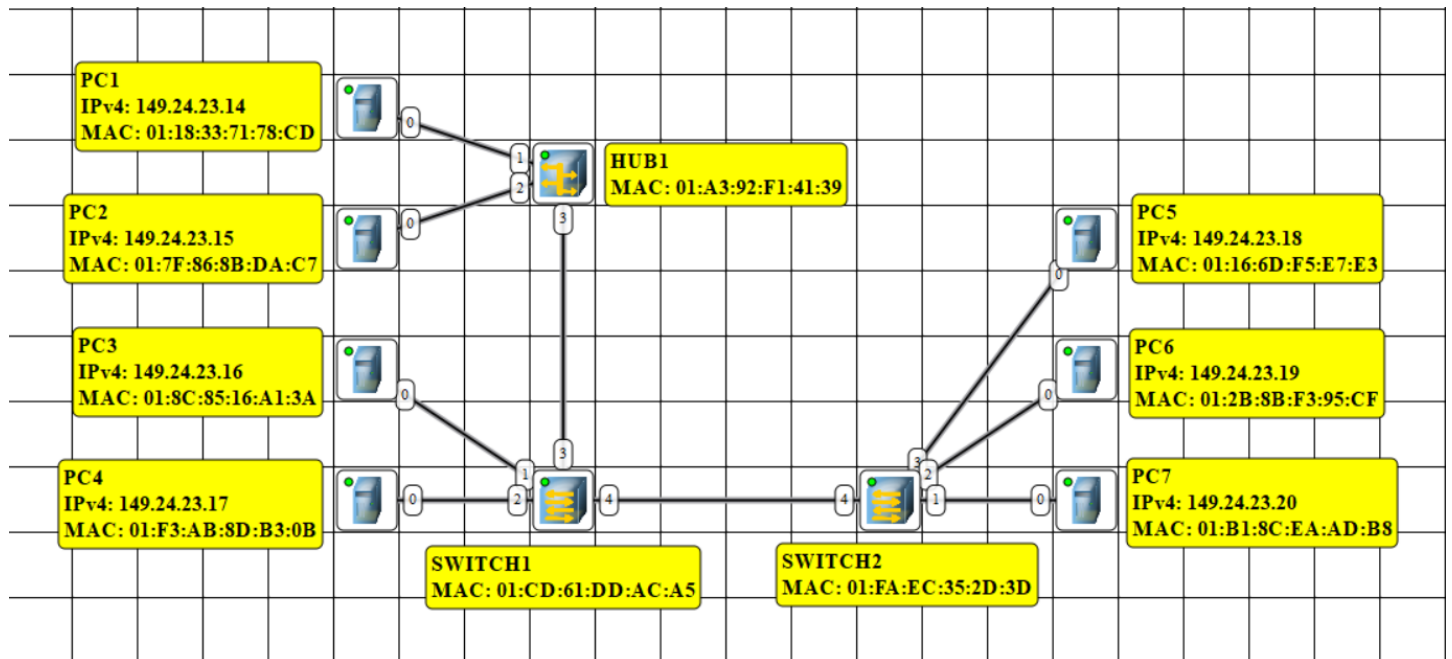 PC1
IPv4: 149.24.23.14
MAC: 01:18:33:71:78:CD
0
1
HUB1
MAC: 01:A3:92:F1:41:39
2
3
PC2
IPv4: 149.24.23.15
MAC: 01:7F:86:8B:DA:C7
0
PC5
IPv4: 149.24.23.18
MAC: 01:16:6D:F5:E7:E3
0
PC3
IPv4: 149.24.23.16
MAC: 01:8C:85:16:A1:3A
0
PC6
IPv4: 149.24.23.19
MAC: 01:2B:8B:F3:95:CF
0
PC4
IPv4: 149.24.23.17
MAC: 01:F3:AB:8D:B3:0B
0
1
2
3
4
4
3
2
1
0
PC7
IPv4: 149.24.23.20
MAC: 01:B1:8C:EA:AD:B8
SWITCH1
MAC: 01:CD:61:DD:AC:A5
SWITCH2
MAC: 01:FA:EC:35:2D:3D